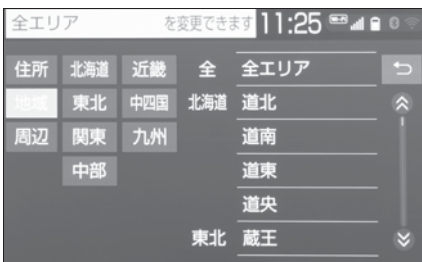 全エリア を変更できます 11:25
住所 北海道 近畿 全 全エリア
地域 東北 中四国 北海道 道北
周辺 関東 九州 道南
中部 道東
道央
東北 蔵王